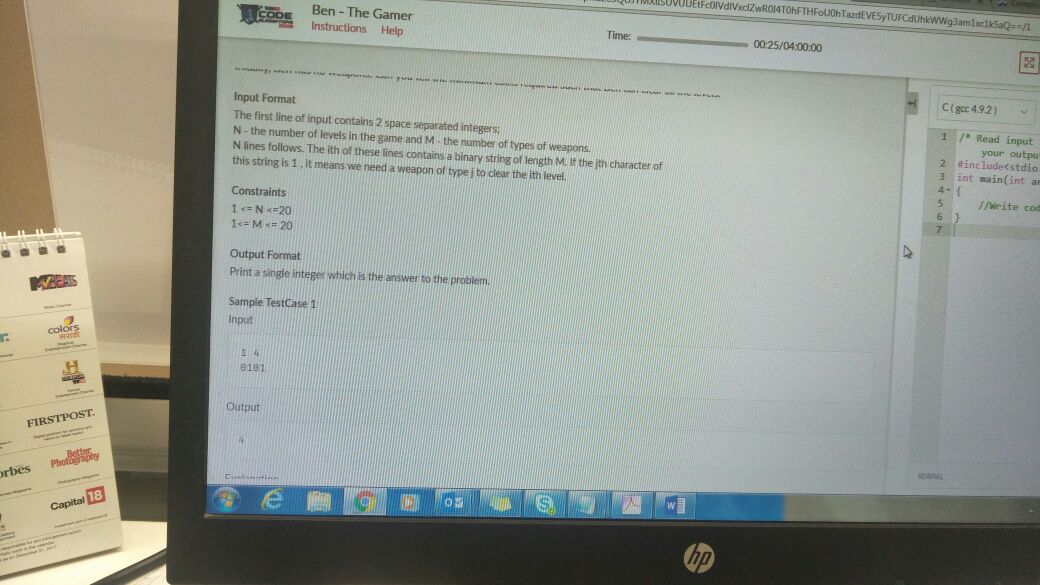 CODE
Ben - The Gamer
Instructions Help
Time: 00:25/04:00:00
Input Format
The first line of input contains 2 space separated integers;
N - the number of levels in the game and M - the number of types of weapons.
N lines follows. The ith of these lines contains a binary string of length M. If the jth character of
this string is 1 , it means we need a weapon of type j to clear the ith level.
Constraints
1 <= N <=20
1<= M <= 20
Output Format
Print a single integer which is the answer to the problem.
Sample TestCase 1
Input
1 4
0101
Output
4
C ( gcc 4.9.2 )
1 /* Read input
your outpu
2 #include<stdio
3 int main(int a
4 {
5 //Write cod
6 }
7
NORMAL
hp
colors
मराठी
HISTORY
FIRSTPOST.
orbes
Better
Photography
Capital 18